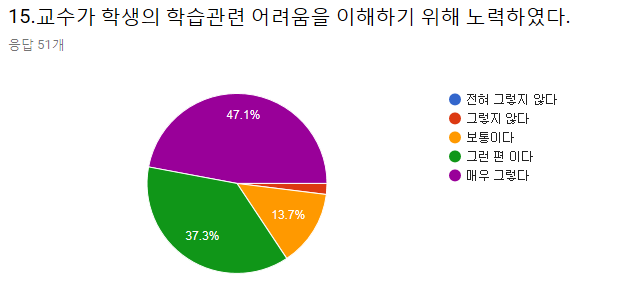 15.교수가 학생의 학습관련 어려움을 이해하기 위해 노력하였다.
응답 51개
47.1%
13.7%
37.3%
전혀 그렇지 않다
그렇지 않다
보통이다
그런 편 이다
매우 그렇다